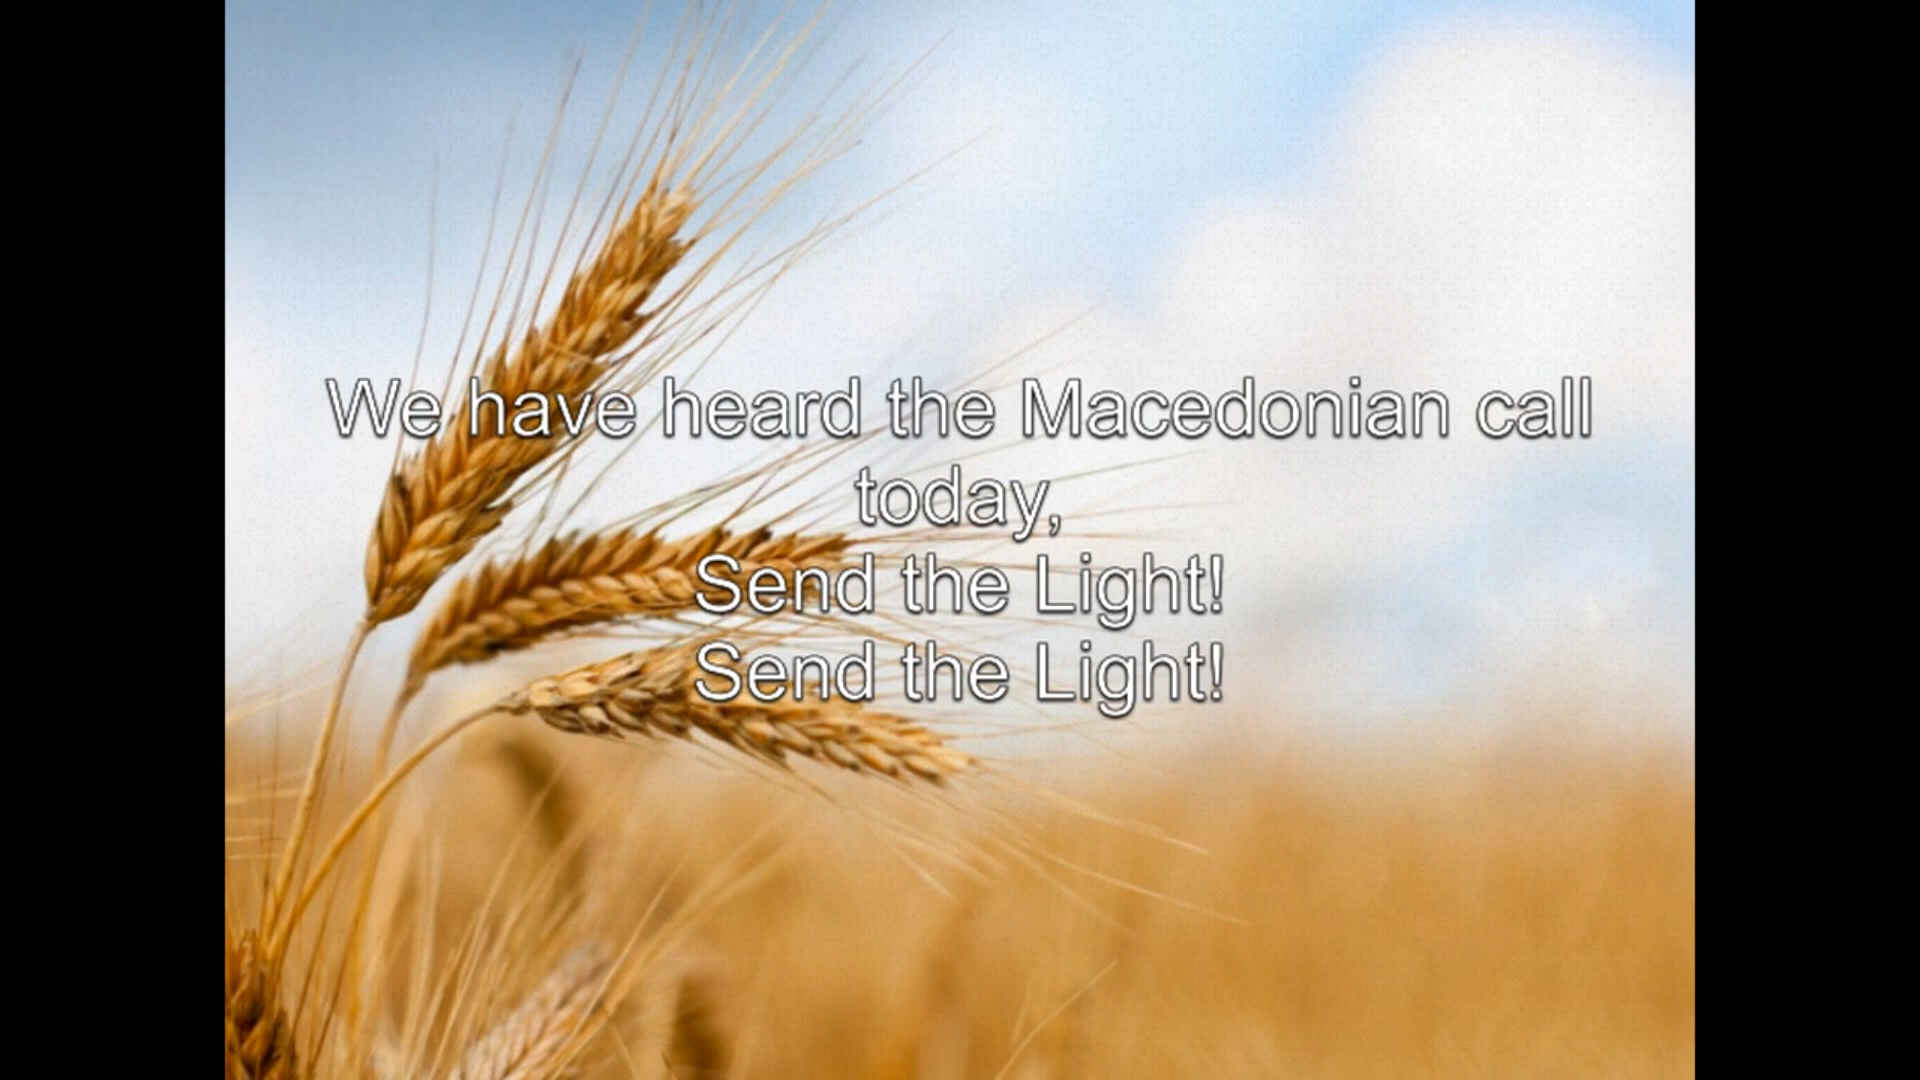 We have heard the Macedonian call
today,
Send the Light!
Send the Light!